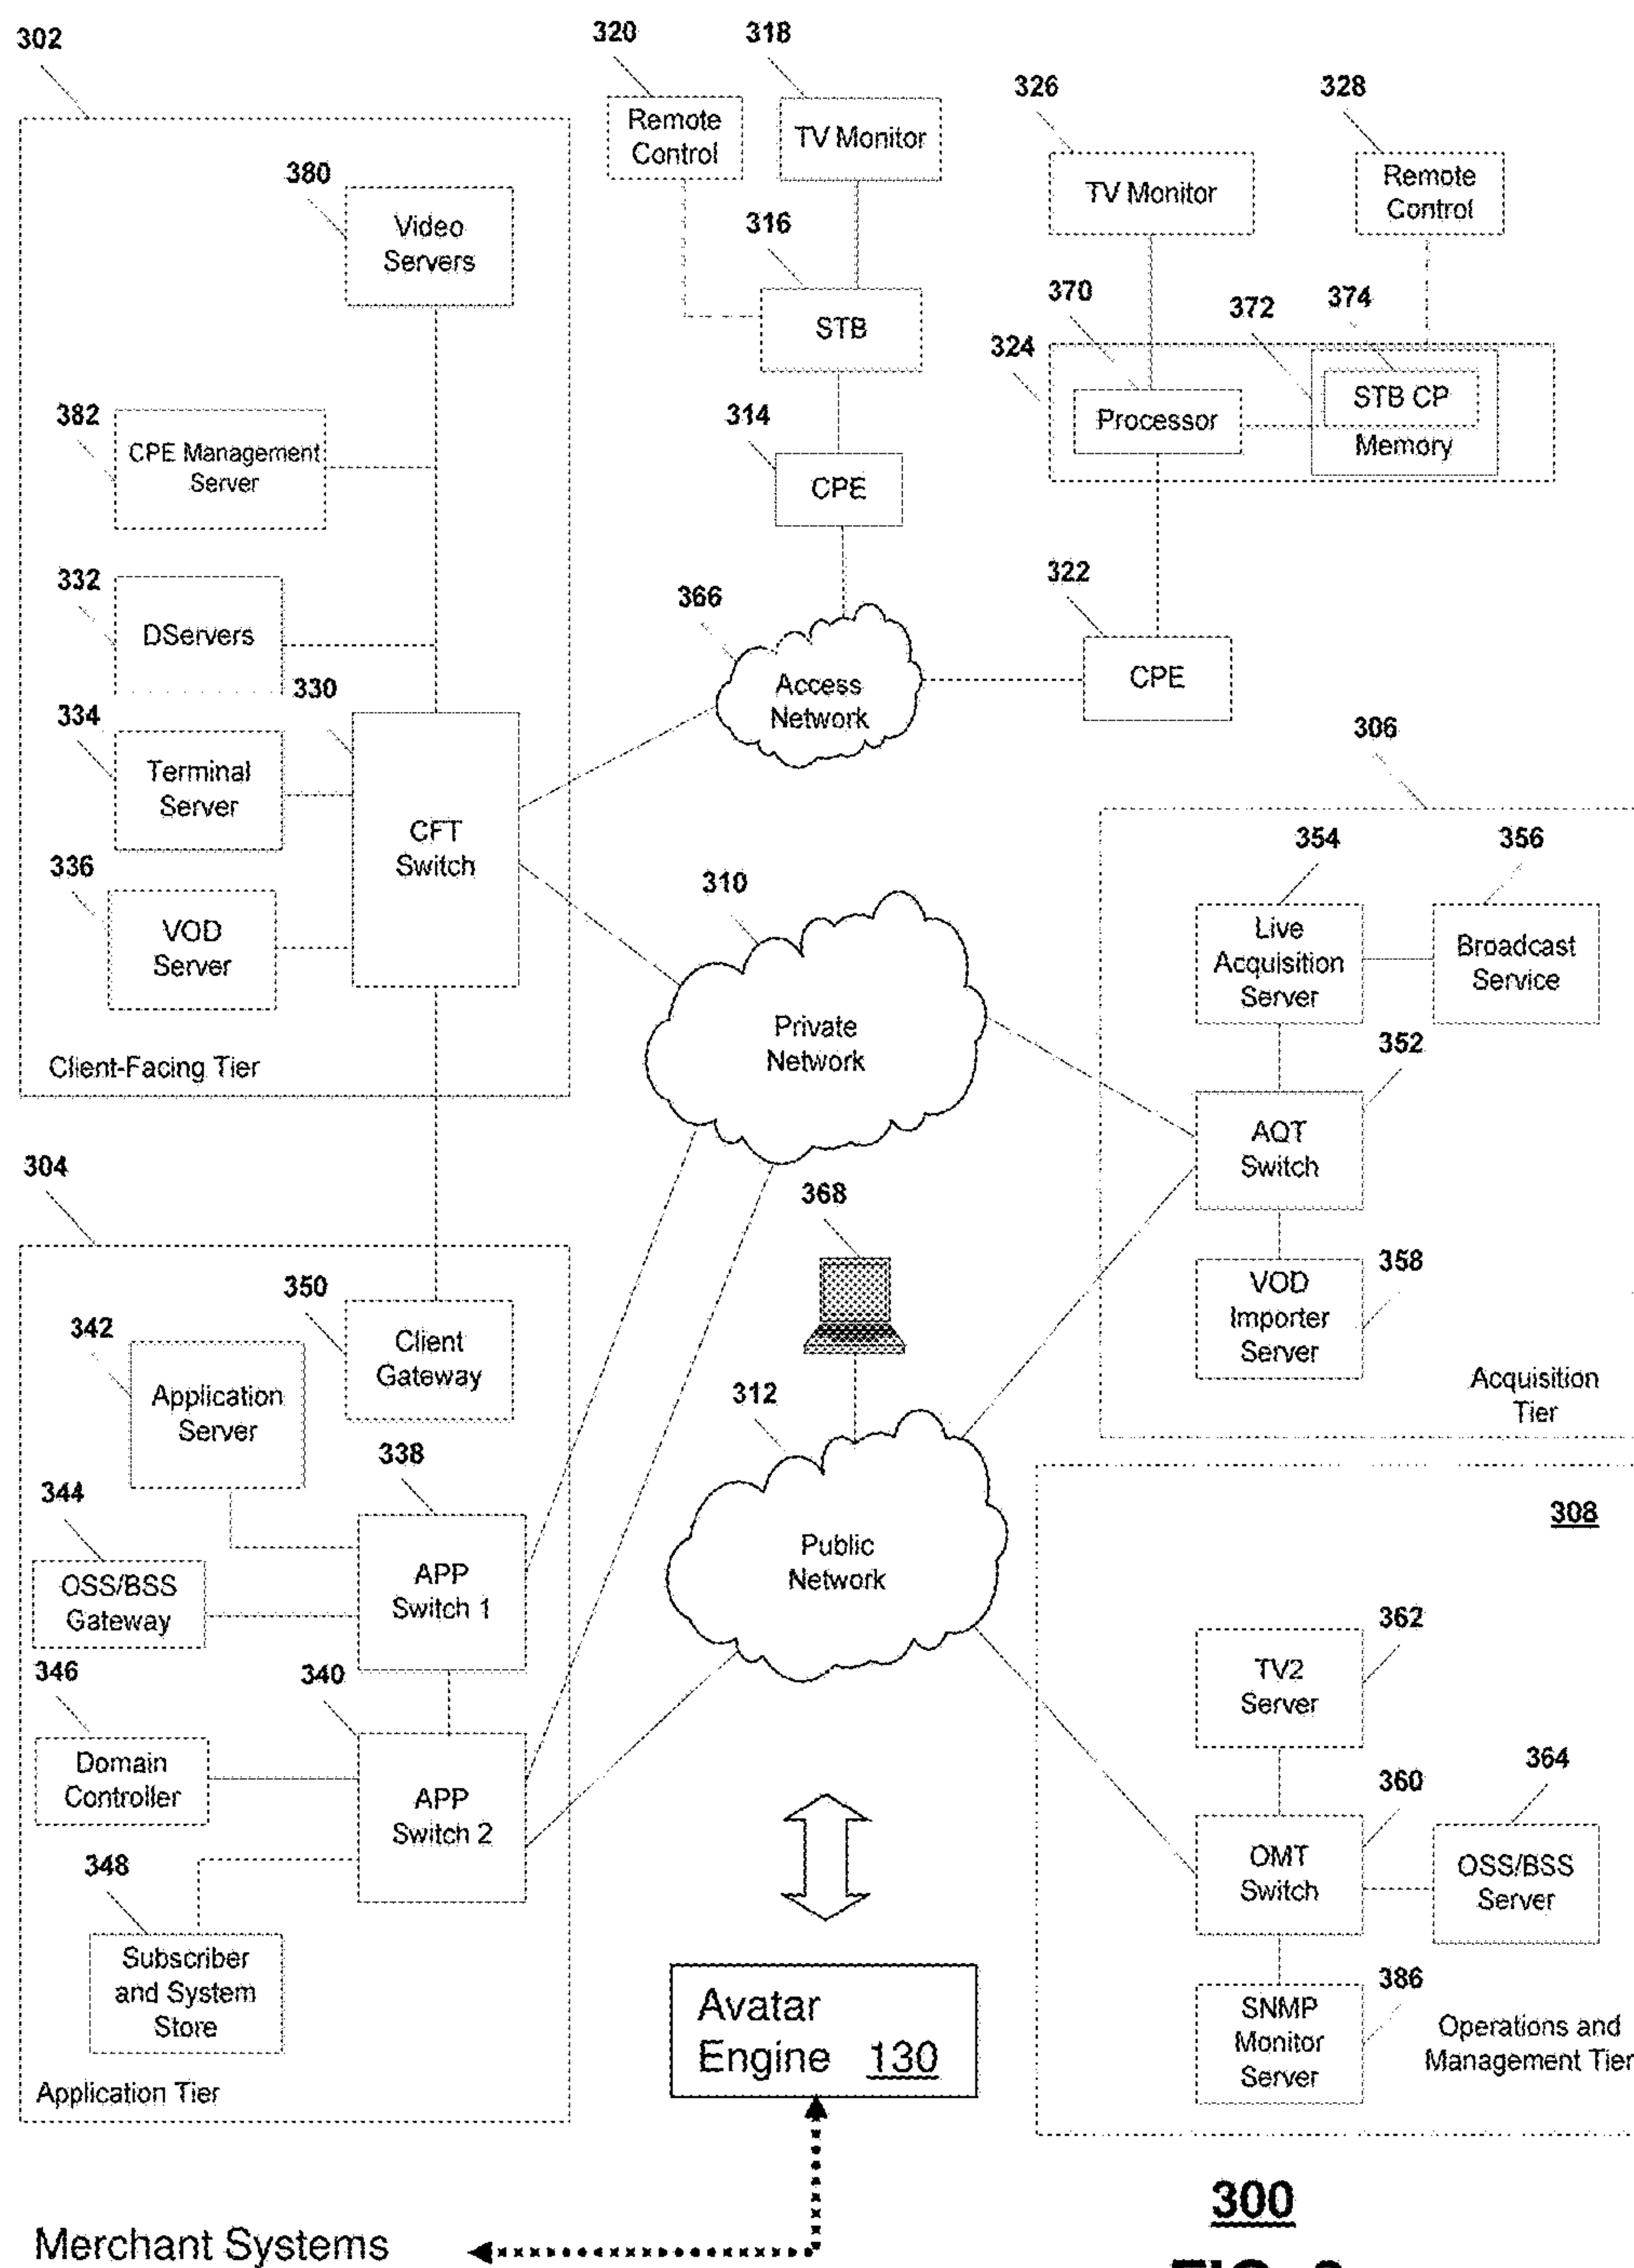 302
320
318
326
328
Remote
Control
TV Monitor
TV Monitor
Remote
Control
380
Video
Servers
316
STB
370
372
374
324
Processor
STB CP
Memory
382
CPE Management
Server
314
CPE
332
DServers
366
Access
Network
322
CPE
330
334
Terminal
Server
CFT
Switch
336
VOD
Server
Client-Facing Tier
310
Private
Network
306
354
356
Live
Acquisition
Server
Broadcast
Service
352
AQT
Switch
358
VOD
Importer
Server
Acquisition
Tier
304
350
Client
Gateway
342
Application
Server
338
APP
Switch 1
344
OSS/BSS
Gateway
346
Domain
Controller
340
APP
Switch 2
348
Subscriber
and System
Store
Application Tier
368
312
Public
Network
308
362
TV2
Server
360
OMT
Switch
364
OSS/BSS
Server
386
SNMP
Monitor
Server
Operations and
Management Tier
Avatar
Engine 130
Merchant Systems
300